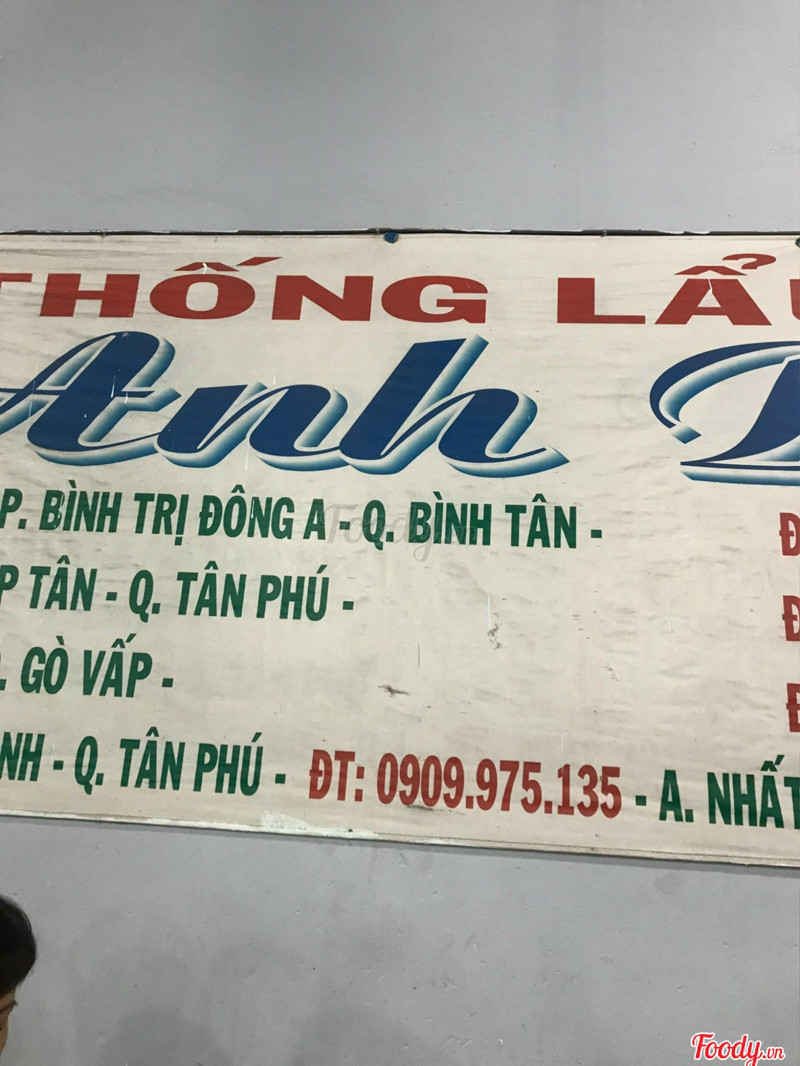 THỐNG LẨU
Anh
P. BÌNH TRỊ ĐÔNG A - Q. BÌNH TÂN -
P TÂN - Q. TÂN PHÚ -
. GÒ VẤP -
NH - Q. TÂN PHÚ - ĐT: 0909.975.135 - A. NHẤT
Foody.vn